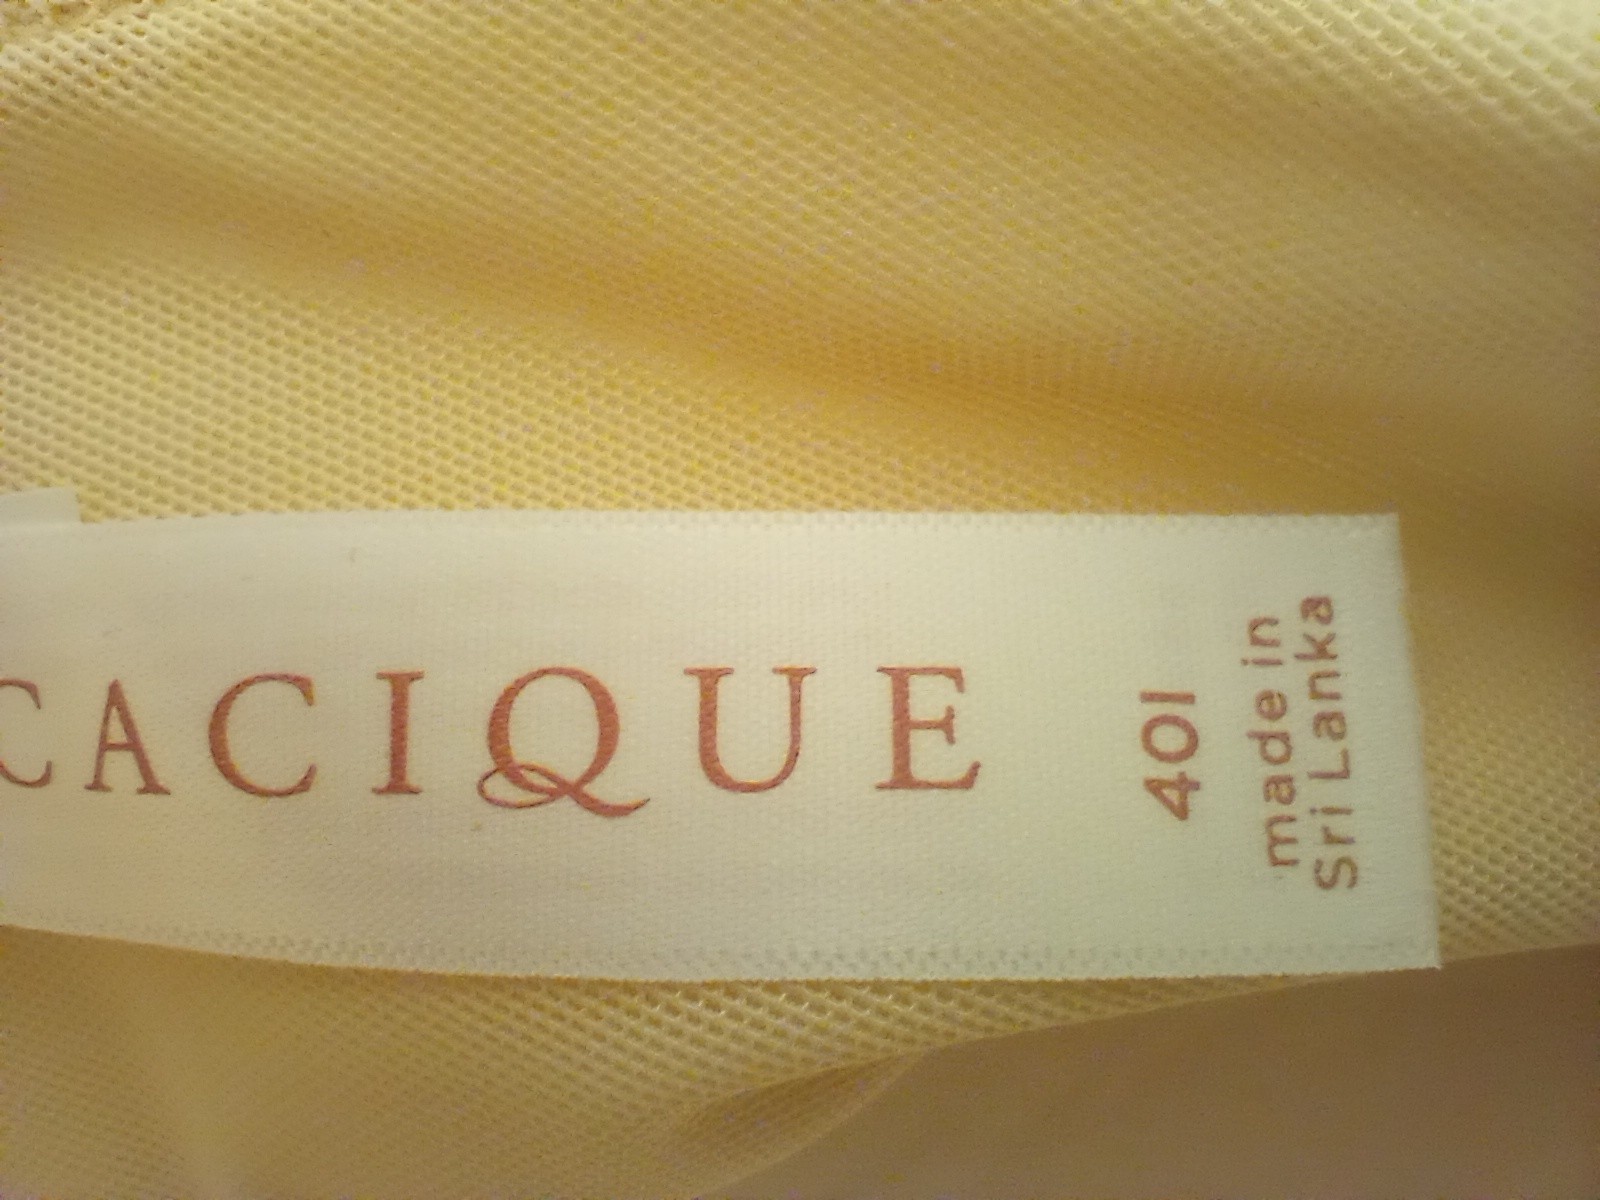 CACIQUE
40I
made in
Sri Lanka